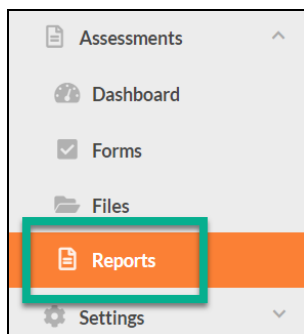 Assessments
Dashboard
Forms
Files
Reports
Settings